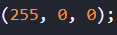 (255, 0, 0);